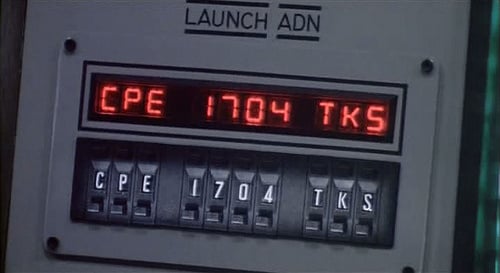 LAUNCH ADN
CPE 1704 TKS
CPE 1704 TKS